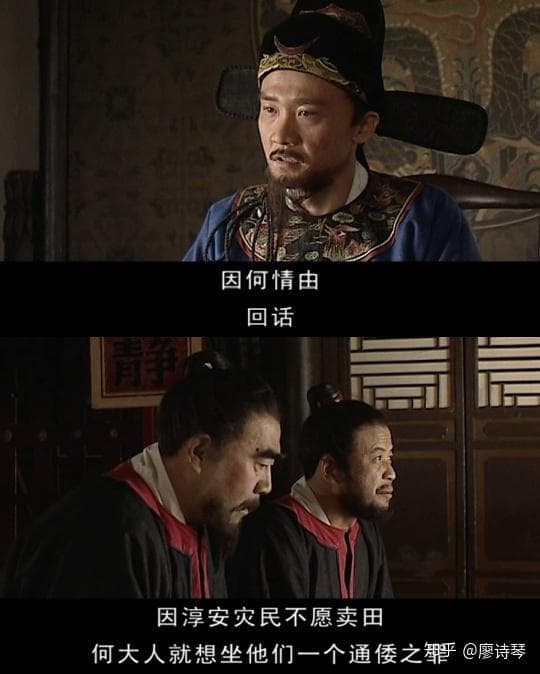 因何情由
回话
静
因淳安灾民不愿卖田
何大人就想坐他们一个通倭之罪
知乎 @廖诗琴